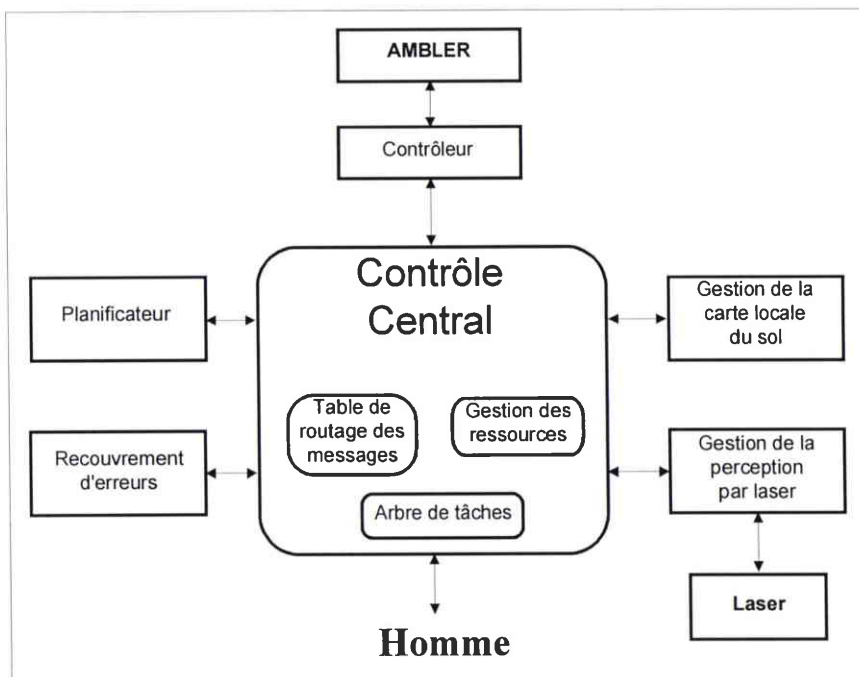 AMBLER
Contrôleur
Contrôle
Central
Planificateur
Gestion de la
carte locale
du sol
Table de
routage des
messages
Gestion des
ressources
Recouvrement
d'erreurs
Gestion de la
perception
par laser
Arbre de tâches
Laser
Homme